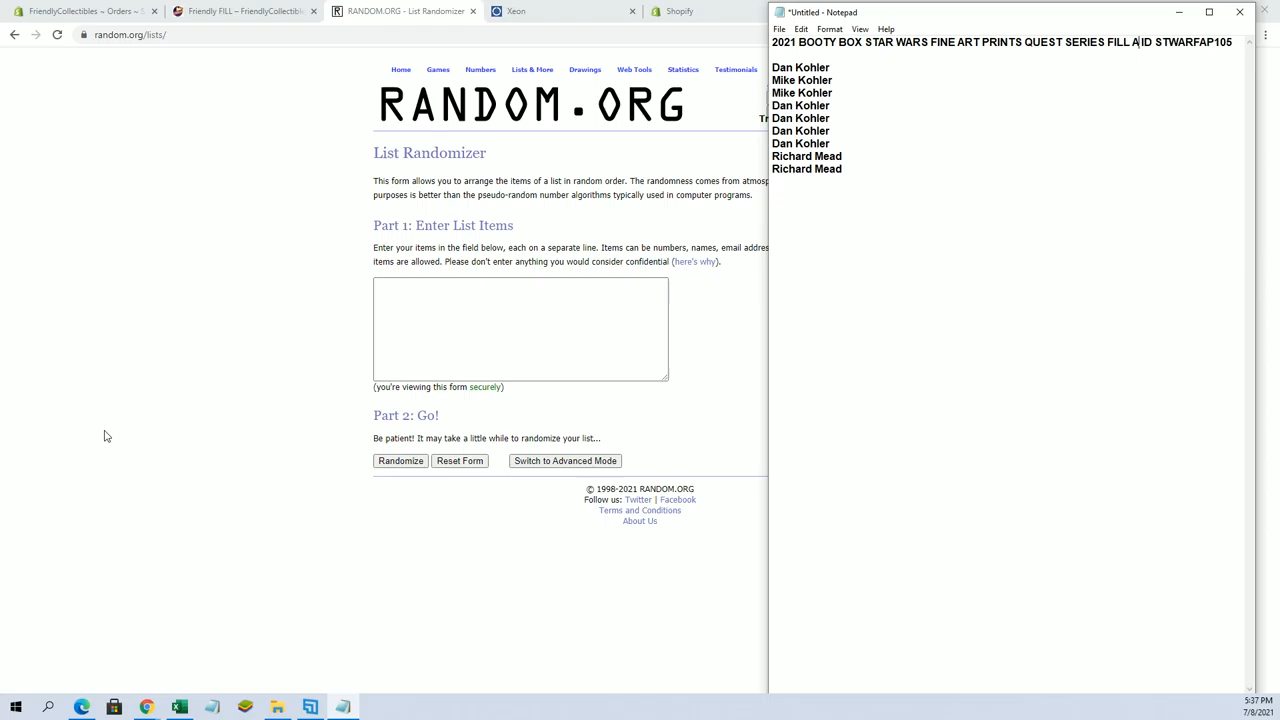 FriendlyCollectibles ~ Orders ~ S
Friendly FILL ~ FriendlyCollectible
RANDOM.ORG - List Randomizer
Xeon
Shopify
random.org/lists/
Home
Games
Numbers
Lists & More
Drawings
Web Tools
Statistics
Testimonials
RANDOM.ORG
Tr
List Randomizer
This form allows you to arrange the items of a list in random order. The randomness comes from atmosp
purposes is better than the pseudo-random number algorithms typically used in computer programs.
Part 1: Enter List Items
Enter your items in the field below, each on a separate line. Items can be numbers, names, email addres
items are allowed. Please don't enter anything you would consider confidential (here's why).
(you're viewing this form securely)
Part 2: Go!
Be patient! It may take a little while to randomize your list...
Randomize
Reset Form
Switch to Advanced Mode
© 1998-2021 RANDOM.ORG
Follow us: Twitter | Facebook
Terms and Conditions
About Us
*Untitled - Notepad
File Edit Format View Help
2021 BOOTY BOX STAR WARS FINE ART PRINTS QUEST SERIES FILL A ID STWARFAP105
Dan Kohler
Mike Kohler
Mike Kohler
Dan Kohler
Dan Kohler
Dan Kohler
Dan Kohler
Richard Mead
Richard Mead
5:37 PM
7/8/2021